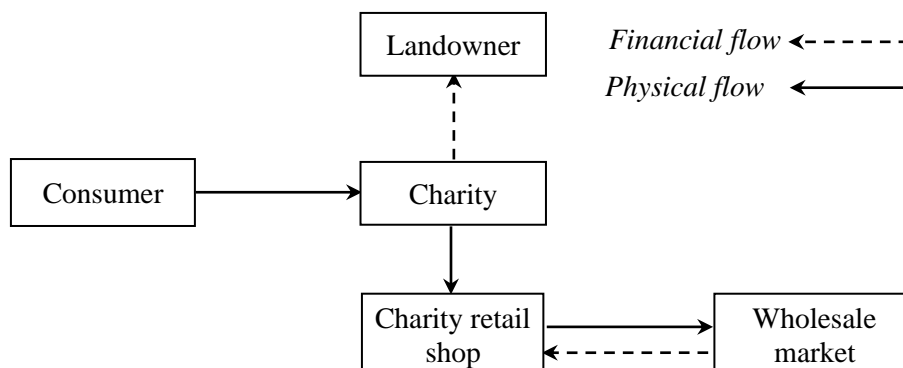 Landowner
Financial flow
Physical flow
Consumer
Charity
Charity retail
shop
Wholesale
market